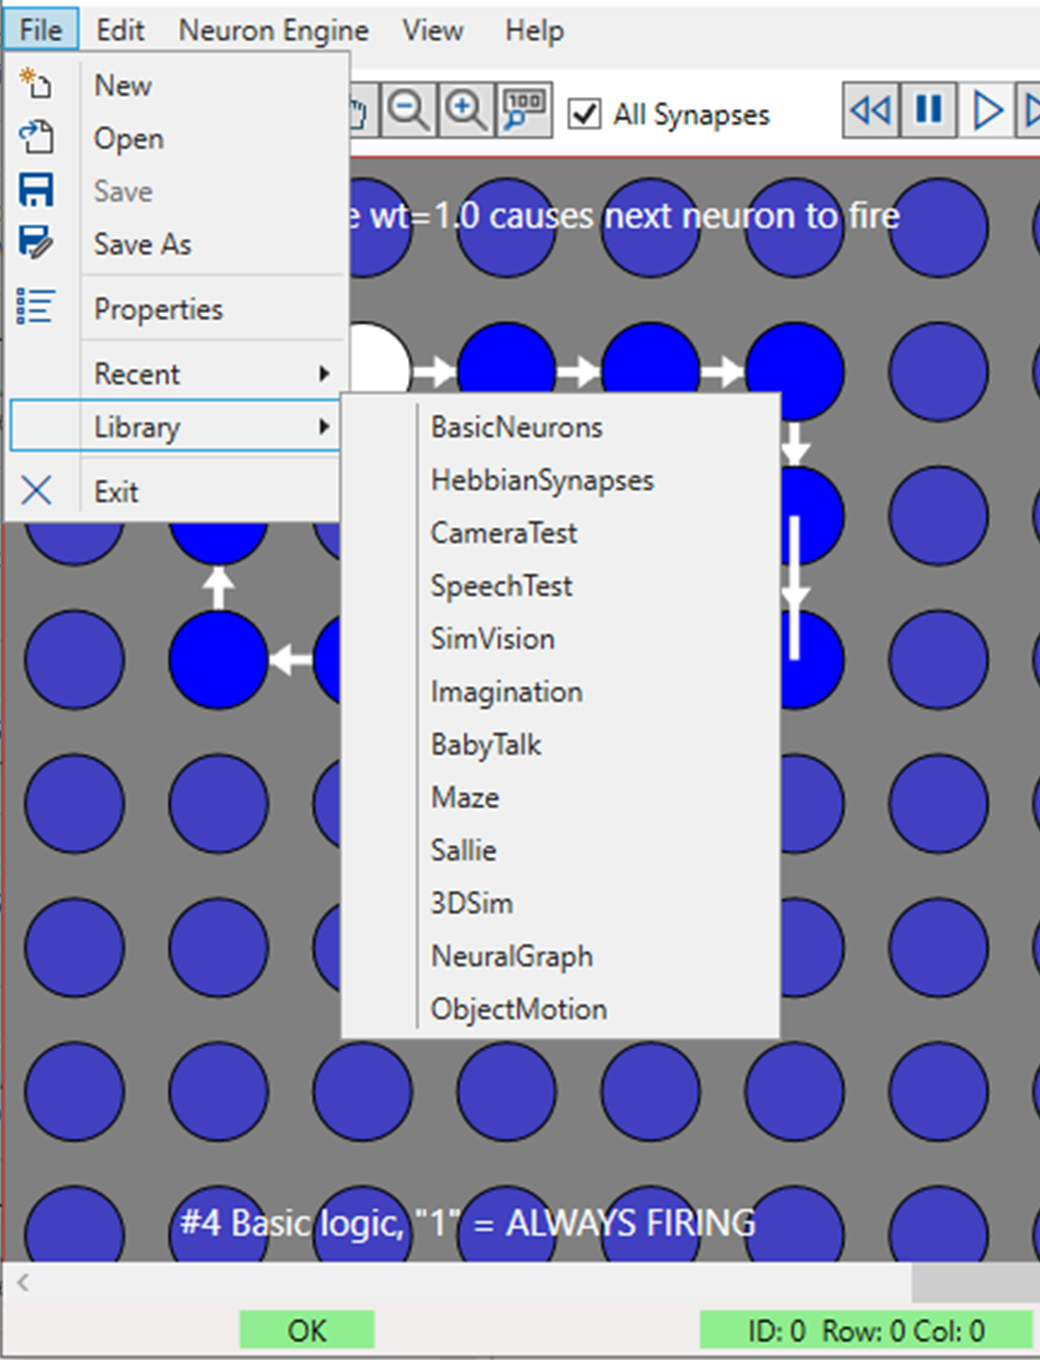 File Edit Neuron Engine View Help
New
Open
Save
Save As
Properties
Recent
Library
Exit
100
All Synapses
wt=1.0 causes next neuron to fire
BasicNeurons
HebbianSynapses
CameraTest
SpeechTest
SimVision
Imagination
BabyTalk
Maze
Sallie
3DSim
NeuralGraph
ObjectMotion
#4 Basic logic, "1" = ALWAYS FIRING
OK
ID: 0 Row: 0 Col: 0